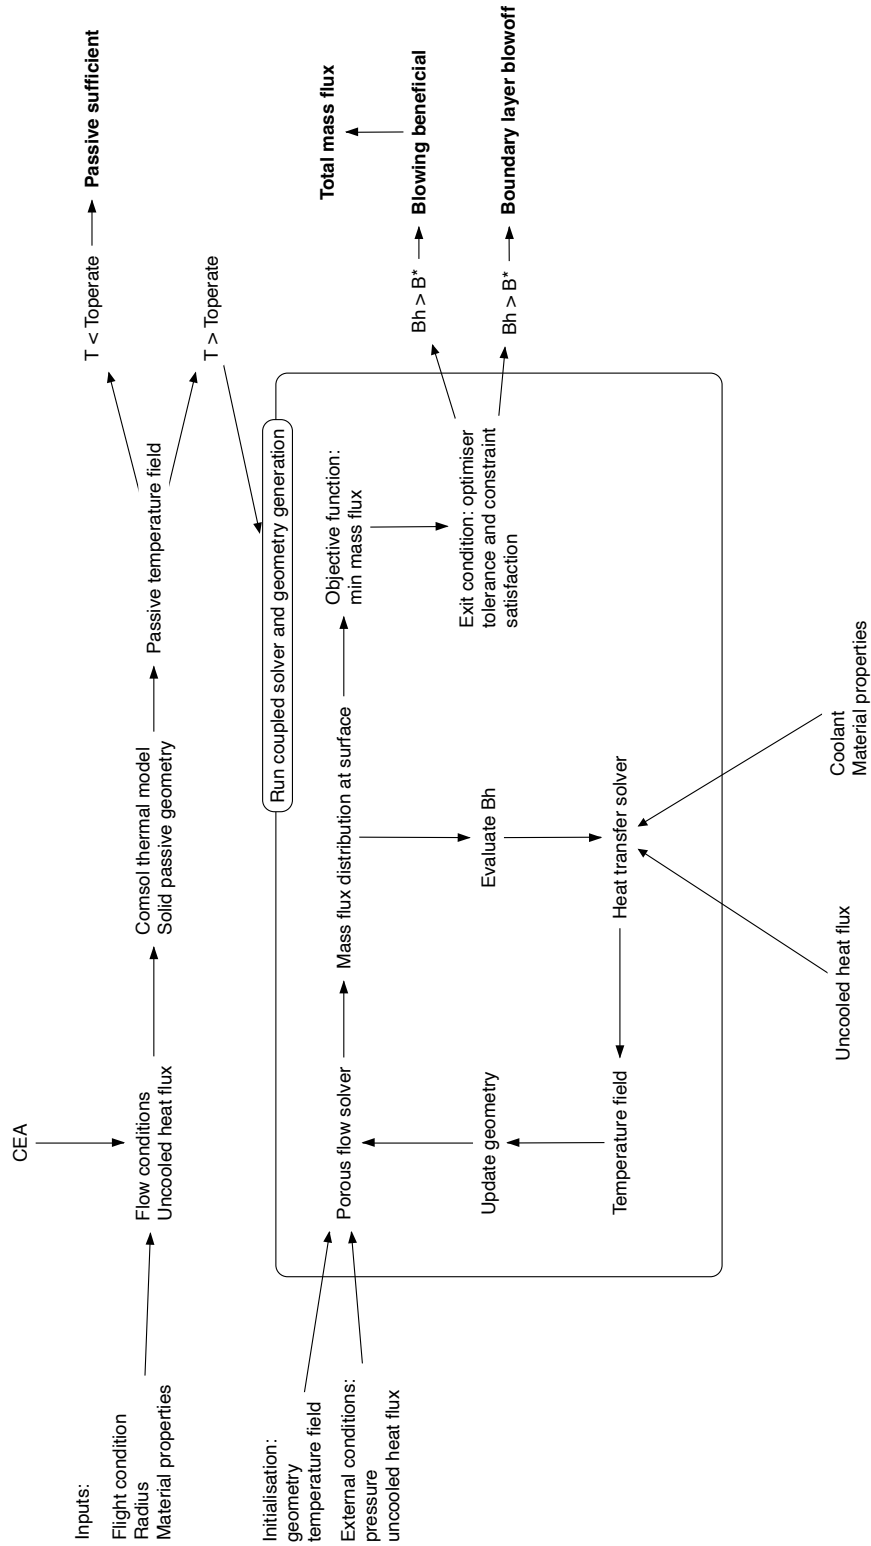 CEA
Inputs:
Flight condition
Radius
Material properties
Flow conditions
Uncooled heat flux
Comsol thermal model
Solid passive geometry
Passive temperature field
T < Toperate
Passive sufficient
T > Toperate
Run coupled solver and geometry generation
Initialisation:
geometry
temperature field
External conditions:
pressure
uncooled heat flux
Porous flow solver
Mass flux distribution at surface
Objective function:
min mass flux
Total mass flux
Update geometry
Evaluate Bh
Exit condition: optimiser
tolerance and constraint
satisfaction
Bh > B*
Blowing beneficial
Bh > B*
Boundary layer blowoff
Temperature field
Heat transfer solver
Uncooled heat flux
Coolant
Material properties